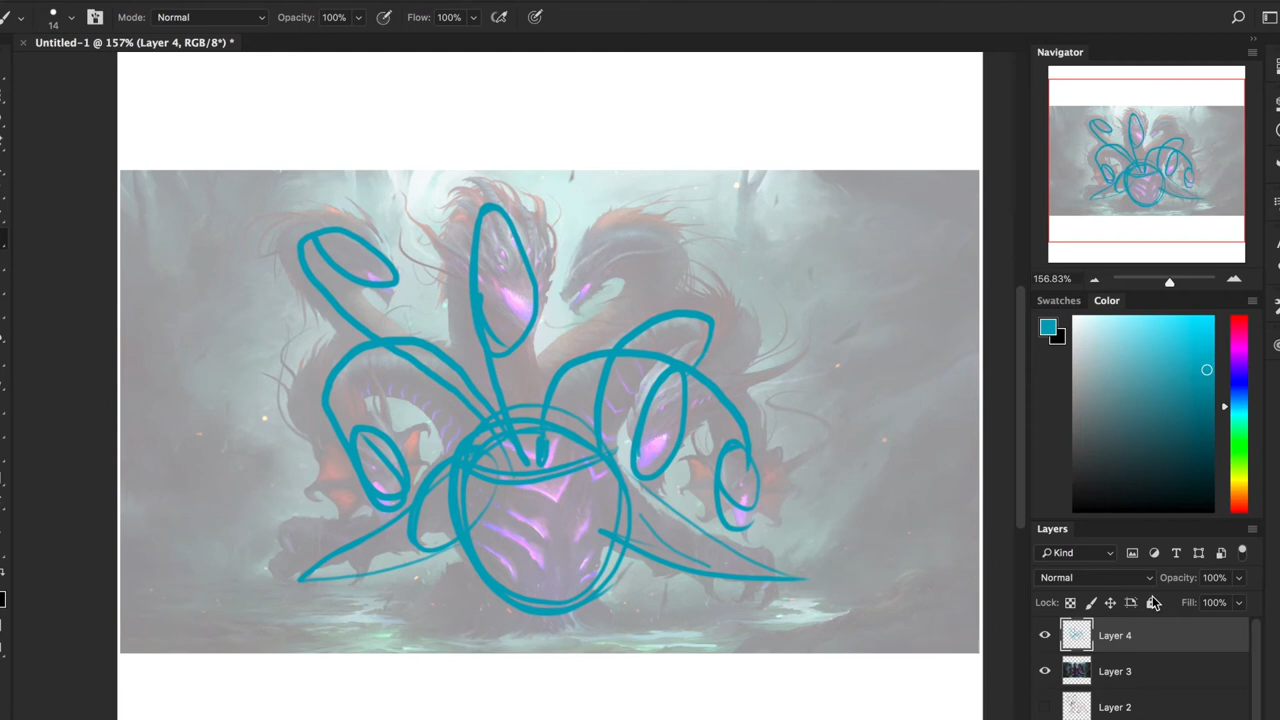 14 Mode: Normal Opacity: 100% Flow: 100%
× Untitled-1 @ 157% (Layer 4, RGB/8*) *
Navigator
156.83%
Swatches Color
Layers
Kind
Normal Opacity: 100%
Lock: Fill: 100%
Layer 4
Layer 3
Layer 2